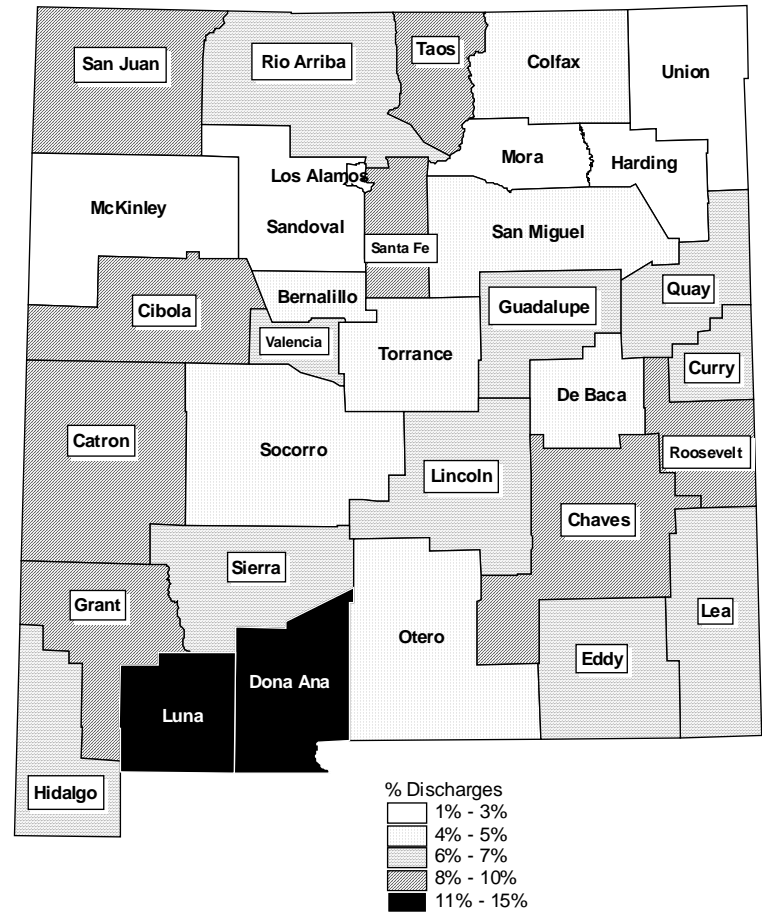 San Juan
Rio Arriba
Taos
Colfax
Union
Mora
Harding
Los Alamos
McKinley
Sandoval
Santa Fe
San Miguel
Cibola
Bernalillo
Guadalupe
Quay
Valencia
Torrance
Curry
De Baca
Catron
Socorro
Lincoln
Roosevelt
Chaves
Sierra
Grant
Otero
Lea
Eddy
Dona Ana
Luna
Hidalgo
% Discharges
1% - 3%
4% - 5%
6% - 7%
8% - 10%
11% - 15%